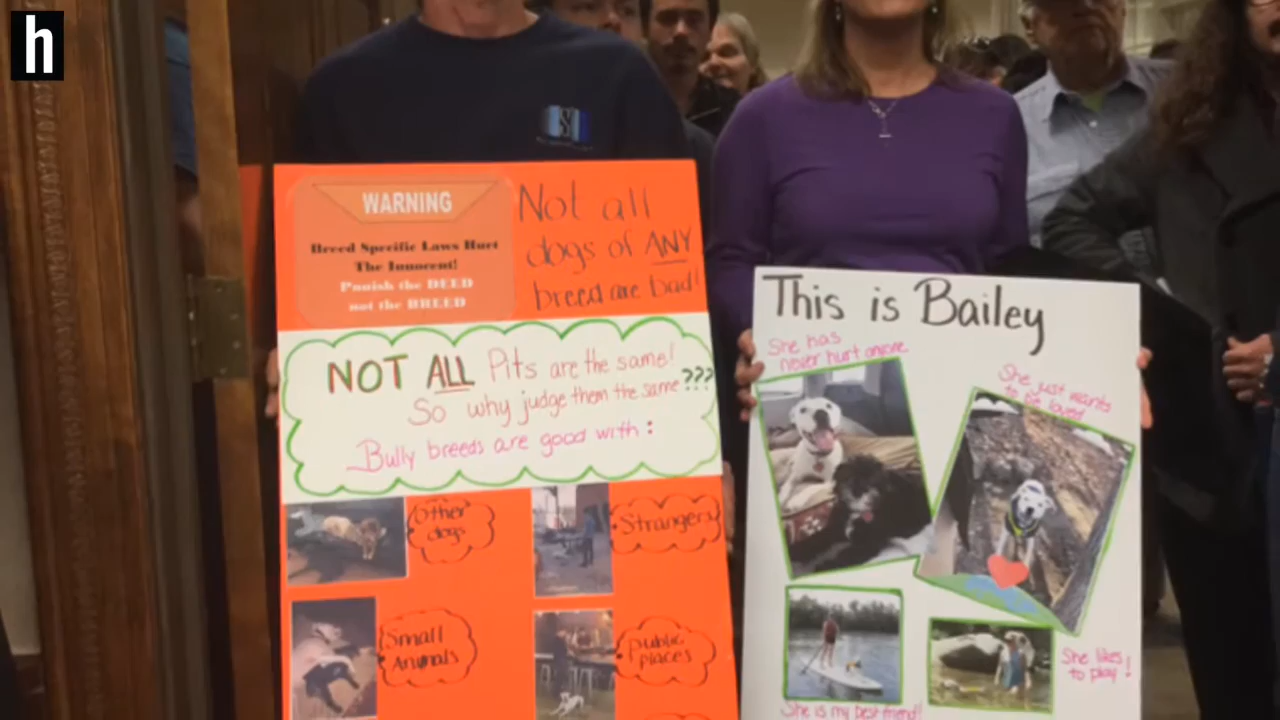 h
WARNING
Breed Specific Laws Hurt
The Innocent!
Punish the DEED
not the BREED
Not all
dogs of ANY
breed are bad!
NOT ALL Pits are the same!
So why judge them the same???
Bully breeds are good with:
Other
dogs
Strangers
Small
Animals
Public
places
This is Bailey
She has
never hurt anyone
She just wants
to be loved
She likes
to play!
She is my best friend!